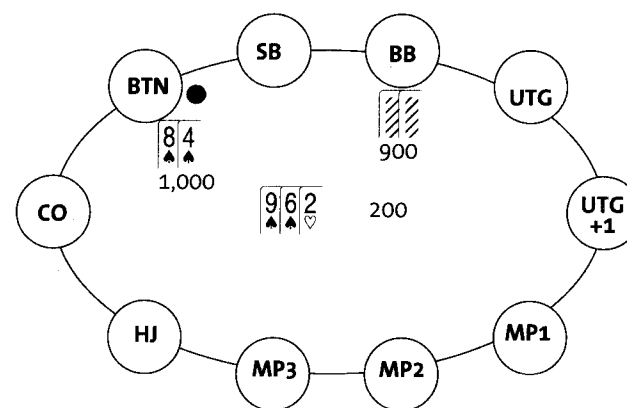 SB
BB
BTN
UTG
8♠ 4♠
900
1,000
CO
9♠ 6♠ 2♡
200
UTG
+1
HJ
MP1
MP3
MP2